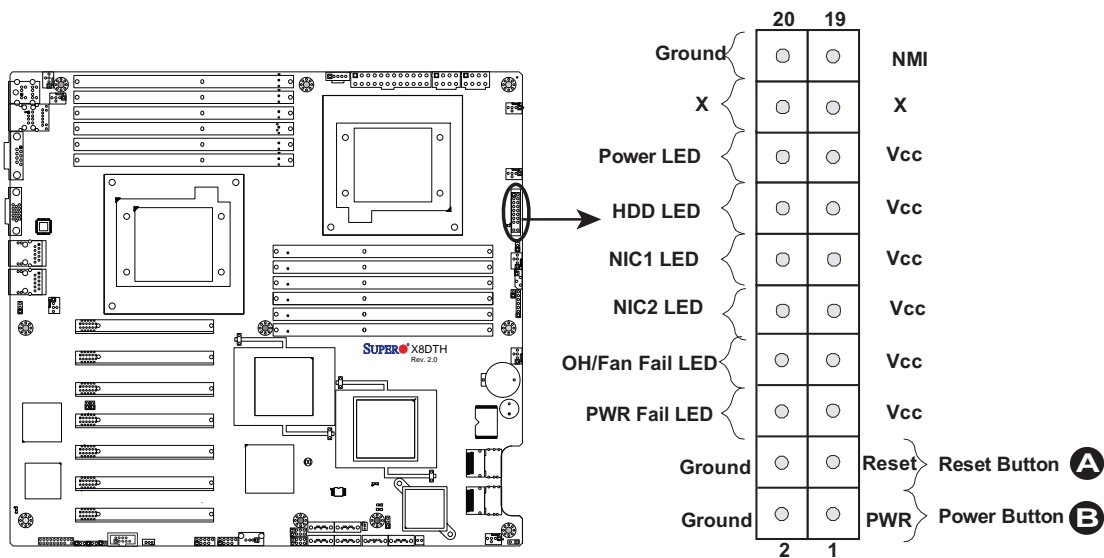 20 19
Ground NMI
X X
Power LED Vcc
HDD LED Vcc
NIC1 LED Vcc
NIC2 LED Vcc
OH/Fan Fail LED Vcc
PWR Fail LED Vcc
Ground Reset Reset Button A
Ground PWR Power Button B
2 1
SUPER X8DTH
Rev. 2.0